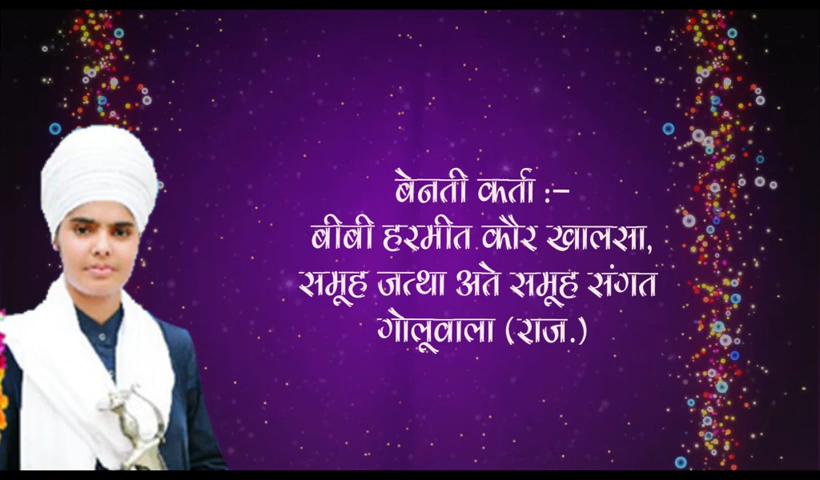 बेनती कर्ता :-
बीबी हरमीत कौर खालसा,
समूह जत्था अते समूह संगत
गोलूवाला (राज.)